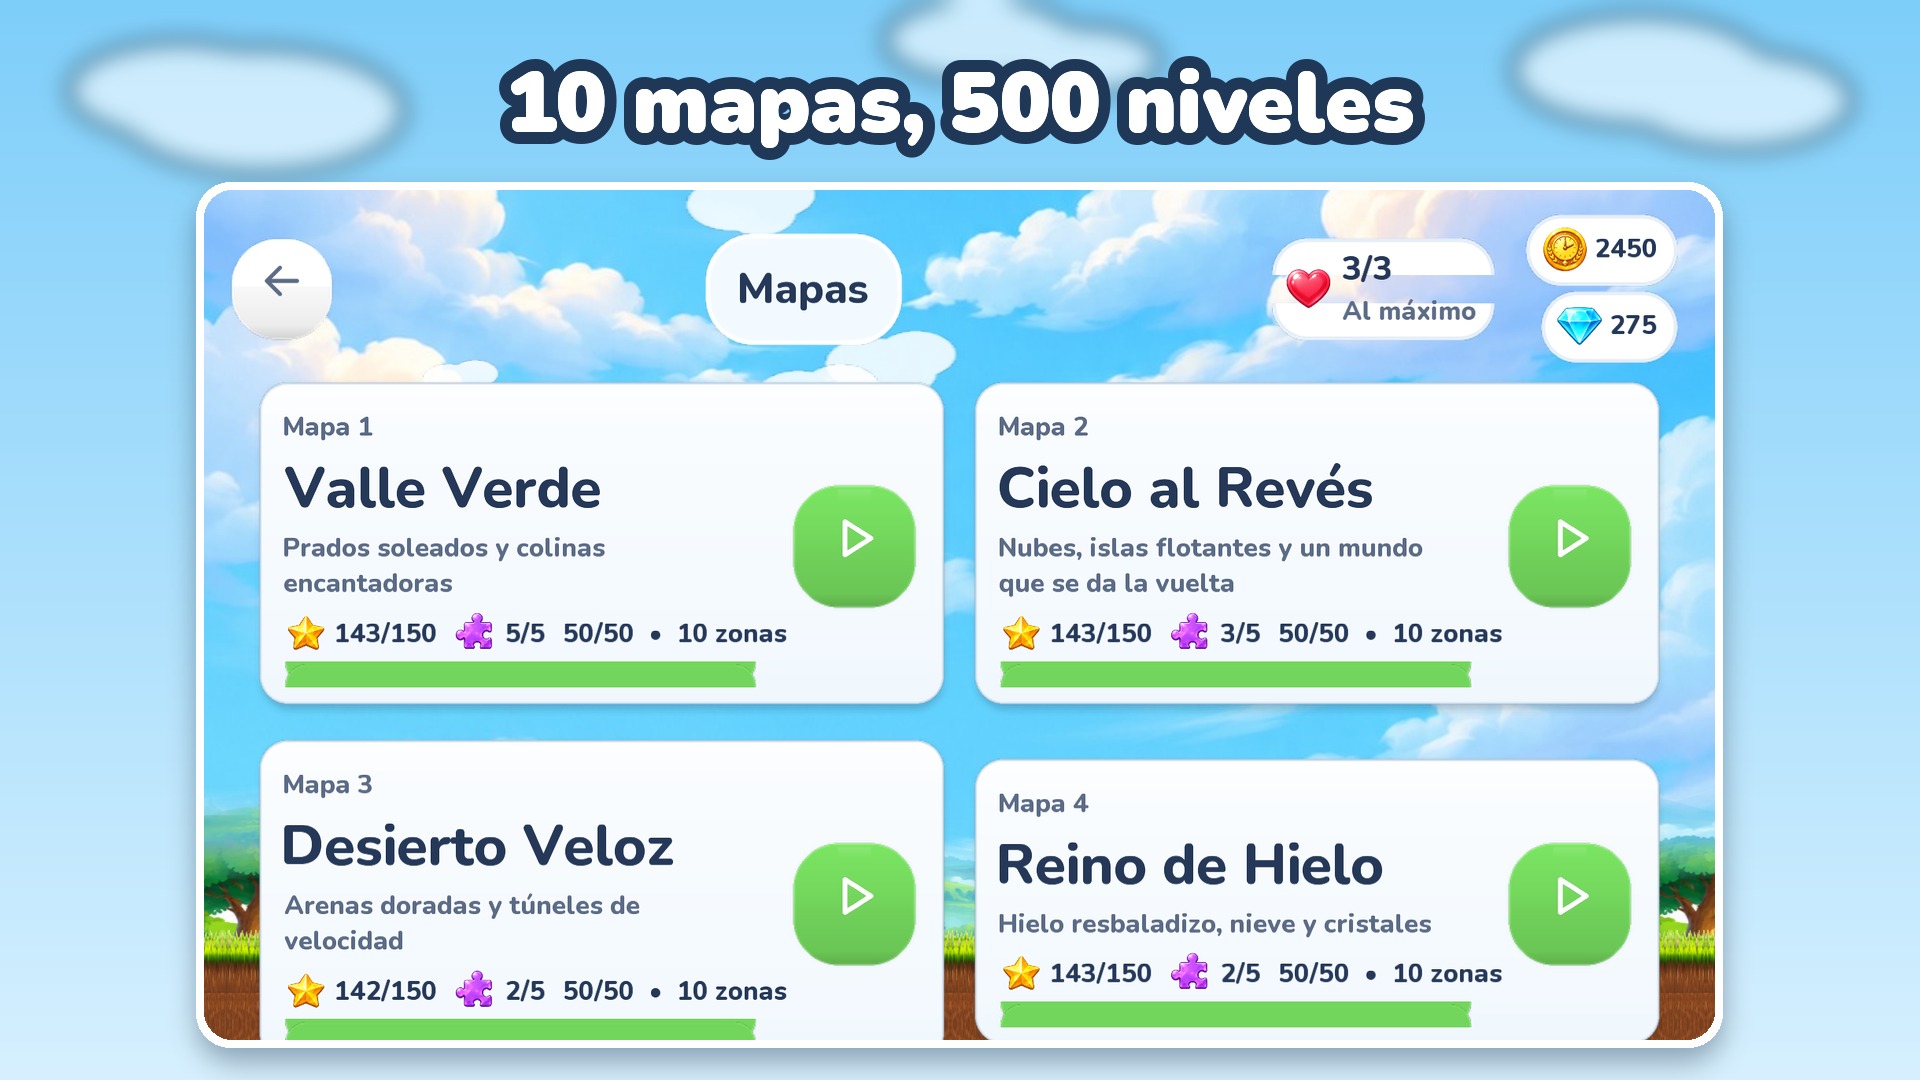 10 mapas, 500 niveles
Mapas
3/3
Al máximo
2450
275
Mapa 1
Valle Verde
Prados soleados y colinas
encantadoras
143/150 5/5 50/50 • 10 zonas
Mapa 2
Cielo al Revés
Nubes, islas flotantes y un mundo
que se da la vuelta
143/150 3/5 50/50 • 10 zonas
Mapa 3
Desierto Veloz
Arenas doradas y túneles de
velocidad
142/150 2/5 50/50 • 10 zonas
Mapa 4
Reino de Hielo
Hielo resbaladizo, nieve y cristales
143/150 2/5 50/50 • 10 zonas